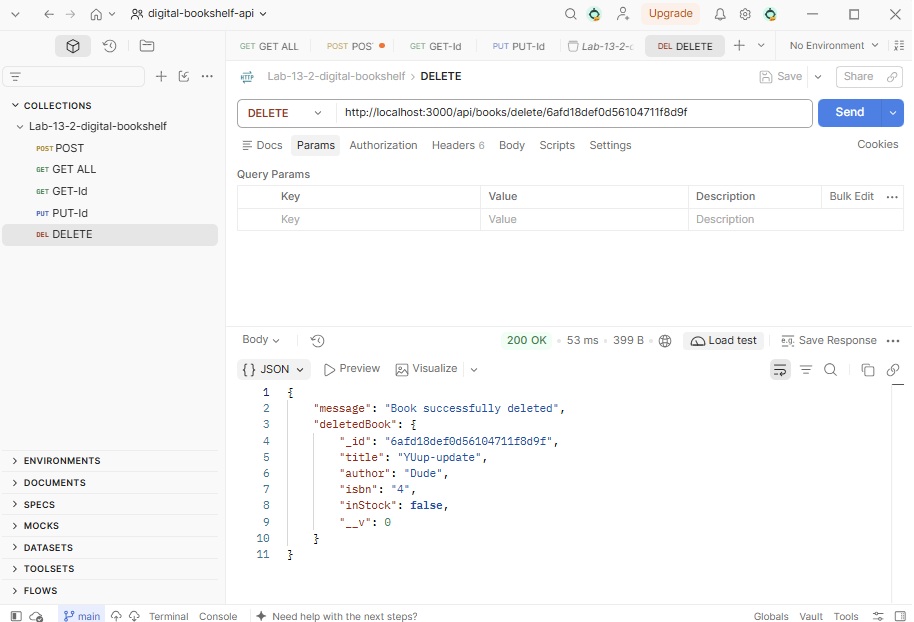 digital-bookshelf-api
Upgrade
GET GET ALL
POST POS
GET GET-Id
PUT PUT-Id
Lab-13-2-
DEL DELETE
No Environment
HTTP Lab-13-2-digital-bookshelf > DELETE
Save
Share
COLLECTIONS
Lab-13-2-digital-bookshelf
POST POST
GET GET ALL
GET GET-Id
PUT PUT-Id
DEL DELETE
DELETE
http://localhost:3000/api/books/delete/6afd18def0d56104711f8d9f
Send
Docs Params Authorization Headers 6 Body Scripts Settings
Cookies
Query Params
Key Value Description Bulk Edit
Key Value Description
Body
200 OK
53 ms
399 B
Load test
e.g. Save Response
{ } JSON
Preview
Visualize
1 {
2 "message": "Book successfully deleted",
3 "deletedBook": {
4 "_id": "6afd18def0d56104711f8d9f",
5 "title": "YUup-update",
6 "author": "Dude",
7 "isbn": "4",
8 "inStock": false,
9 "__v": 0
10 }
11 }
ENVIRONMENTS
DOCUMENTS
SPECS
MOCKS
DATASETS
TOOLSETS
FLOWS
main
Terminal
Console
Need help with the next steps?
Globals
Vault
Tools